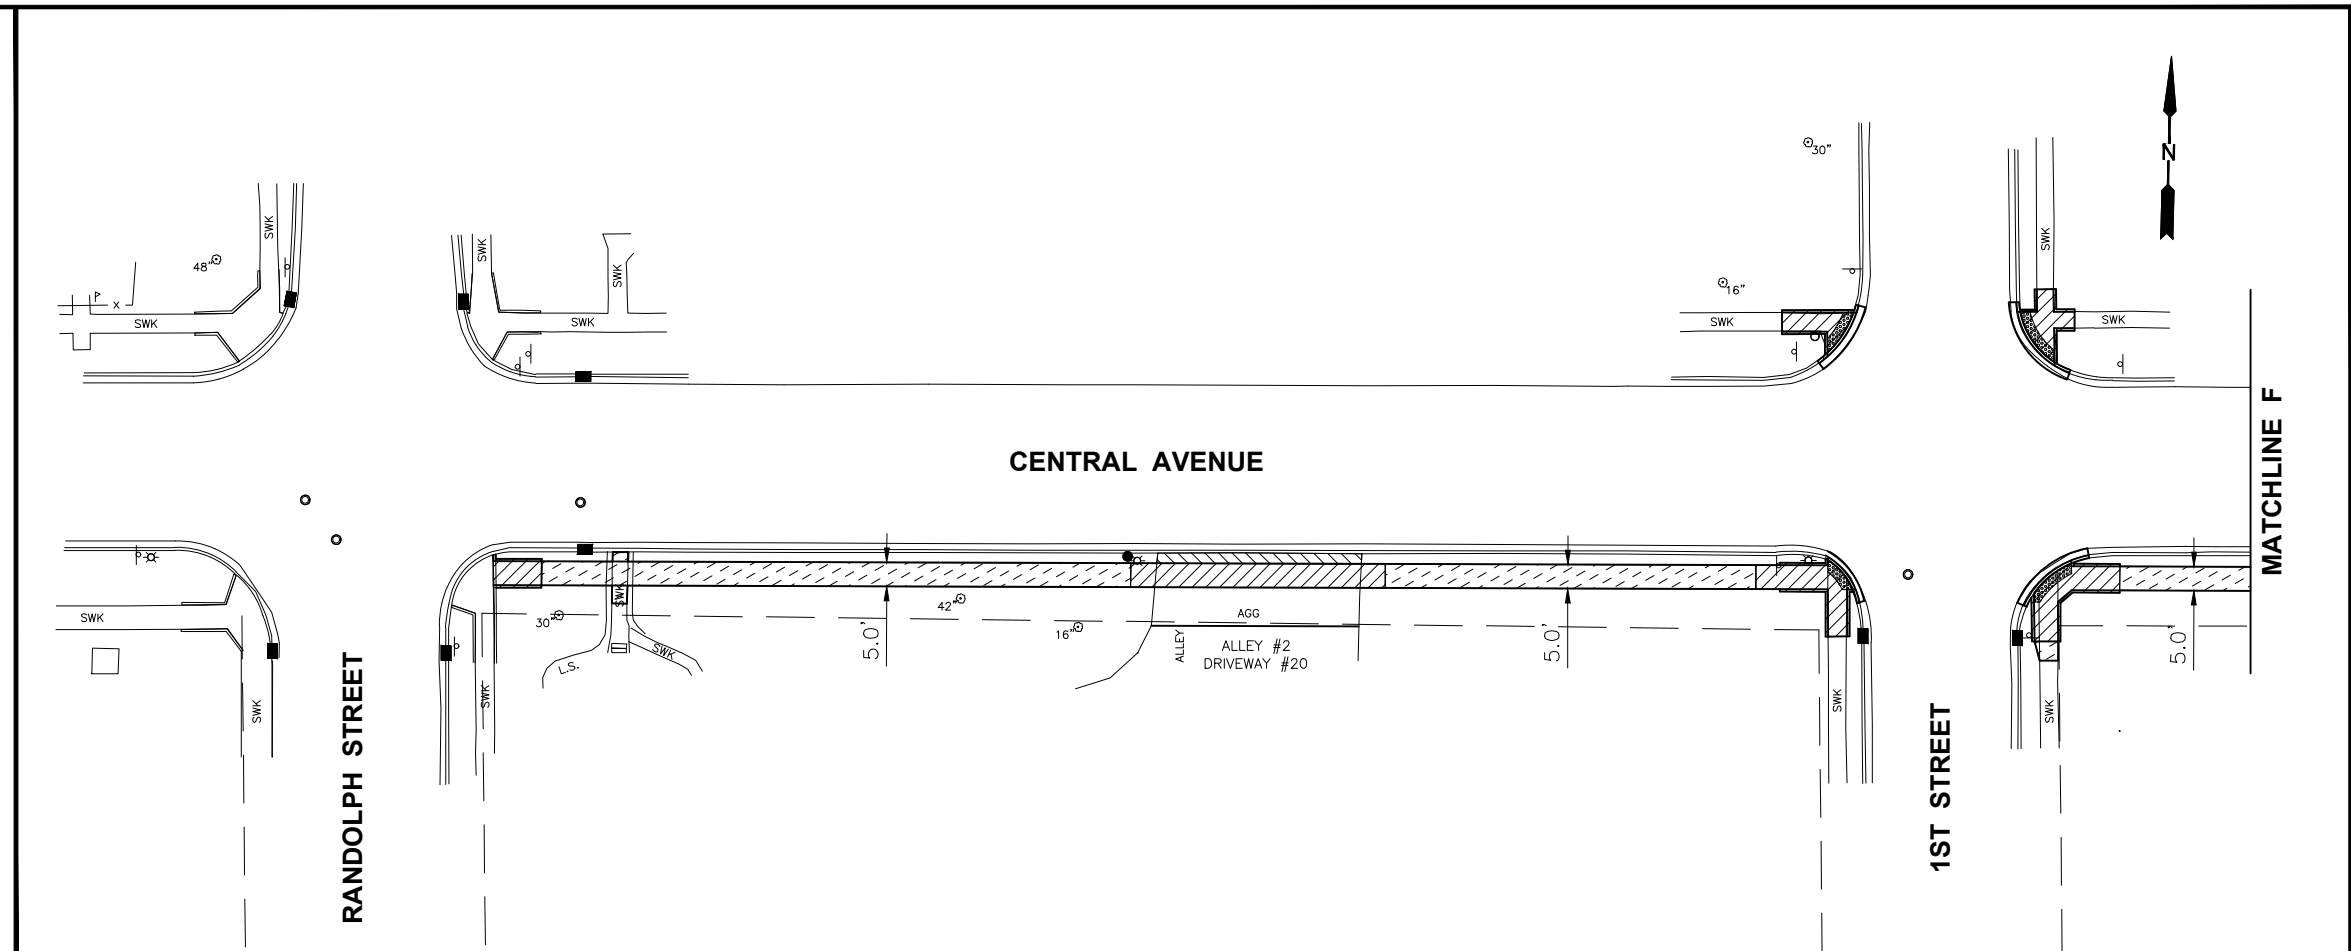 30"
N
SWK
SWK
SWK
SWK
48"
16"
P
x
SWK
SWK
SWK
SWK
CENTRAL AVENUE
MATCHLINE F
SWK
SWK
30"
42"
16"
5.0'
AGG
ALLEY
ALLEY #2
DRIVEWAY #20
5.0'
5.0'
L.S.
SWK
SWK
SWK
SWK
SWK
RANDOLPH STREET
1ST STREET